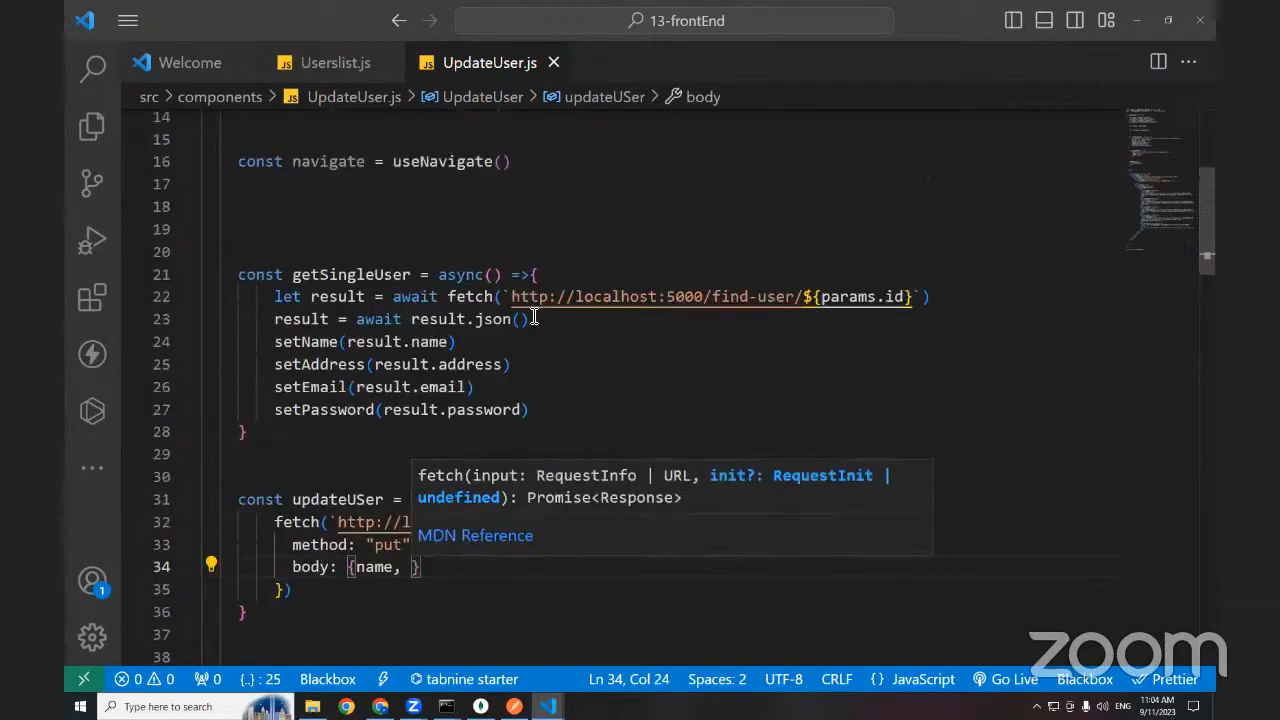 13-frontEnd
Welcome Userslist.js UpdateUser.js
src > components > UpdateUser.js > UpdateUser > updateUSer > body
14
15
16 const navigate = useNavigate()
17
18
19
20
21 const getSingleUser = async() =>{
22 let result = await fetch(`http://localhost:5000/find-user/${params.id}`)
23 result = await result.json()
24 setName(result.name)
25 setAddress(result.address)
26 setEmail(result.email)
27 setPassword(result.password)
28 }
29
30
fetch(input: RequestInfo | URL, init?: RequestInit |
undefined): Promise<Response>
MDN Reference
31 const updateUSer =
32 fetch(`http://l
33 method: "put"
34 body: {name, }
35 })
36 }
37
38
1
zoom
0 0 0 {..} : 25 Blackbox tabnine starter Ln 34, Col 24 Spaces: 2 UTF-8 CRLF { } JavaScript Go Live Blackbox Prettier
Type here to search ENG 11:04 AM
9/11/2023